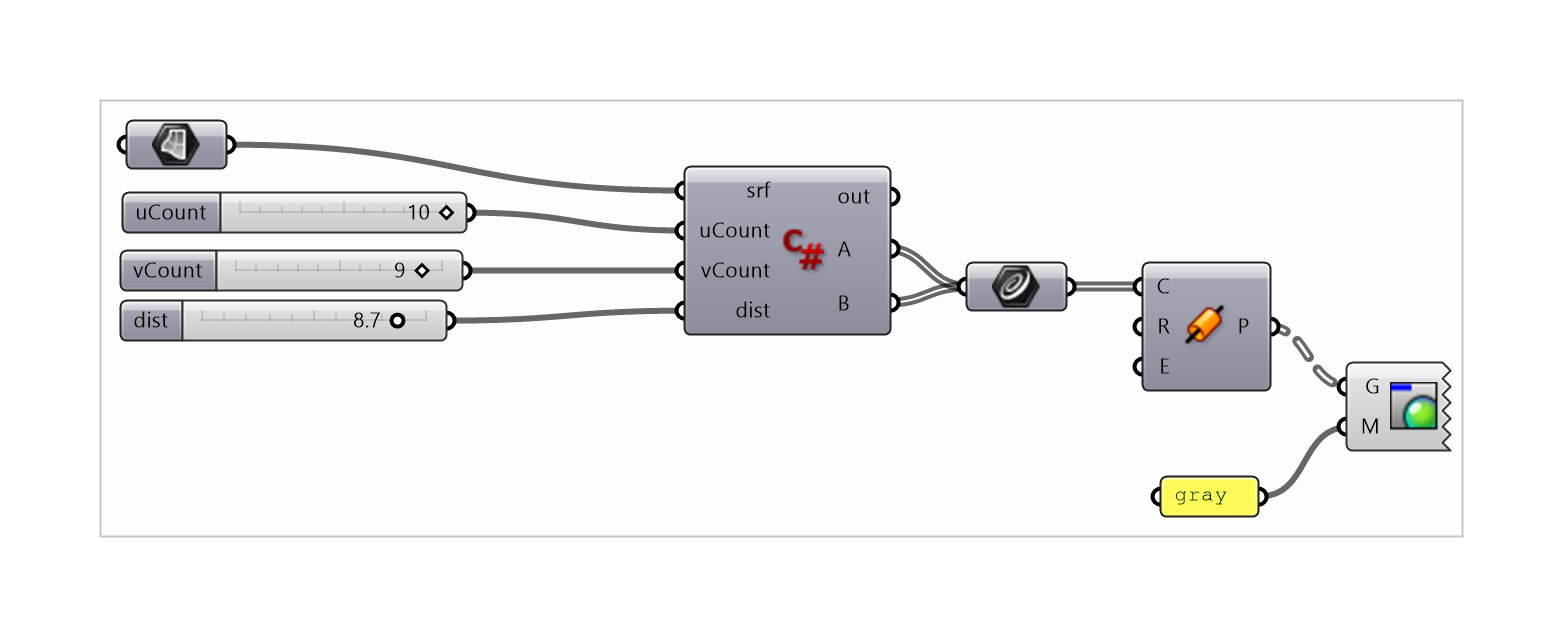 uCount 10
vCount 9
dist 8.7
srf
uCount
vCount
dist
C#
out
A
B
C
R
E
P
G
M
gray